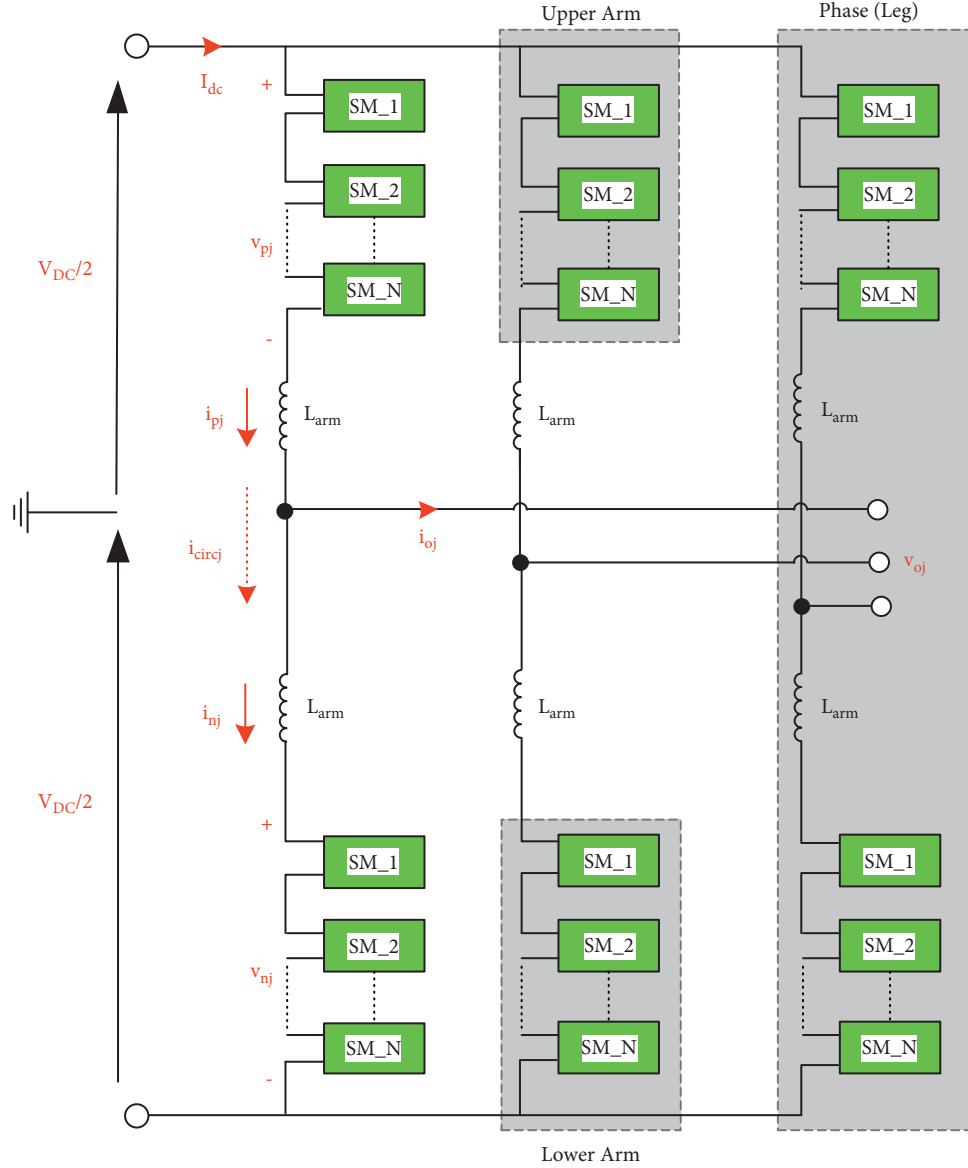 Upper Arm
Phase (Leg)
I_dc
+
SM_1
SM_1
SM_1
SM_2
SM_2
SM_2
v_pj
V_DC/2
SM_N
SM_N
SM_N
-
i_pj
L_arm
L_arm
L_arm
i_circj
i_oj
v_oj
i_nj
L_arm
L_arm
L_arm
V_DC/2
+
SM_1
SM_1
SM_1
SM_2
SM_2
SM_2
v_nj
SM_N
SM_N
SM_N
-
Lower Arm